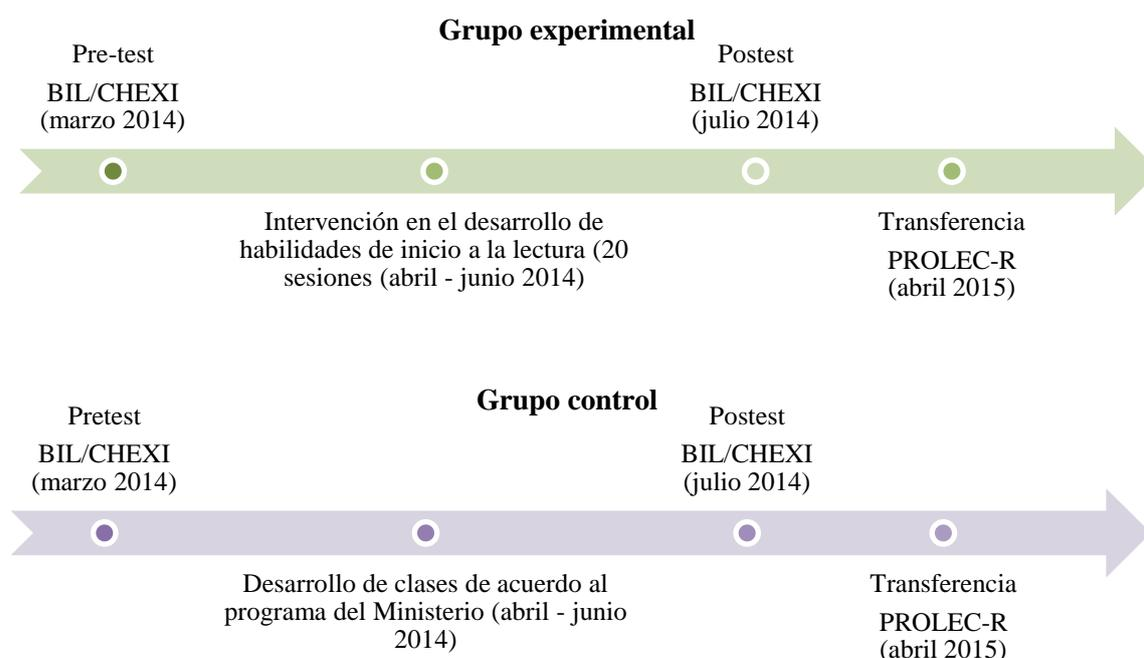 Grupo experimental
Pre-test
BIL/CHEXI
(marzo 2014)
Postest
BIL/CHEXI
(julio 2014)
Intervención en el desarrollo de
habilidades de inicio a la lectura (20
sesiones (abril - junio 2014)
Transferencia
PROLEC-R
(abril 2015)
Grupo control
Pretest
BIL/CHEXI
(marzo 2014)
Postest
BIL/CHEXI
(julio 2014)
Desarrollo de clases de acuerdo al
programa del Ministerio (abril - junio
2014)
Transferencia
PROLEC-R
(abril 2015)